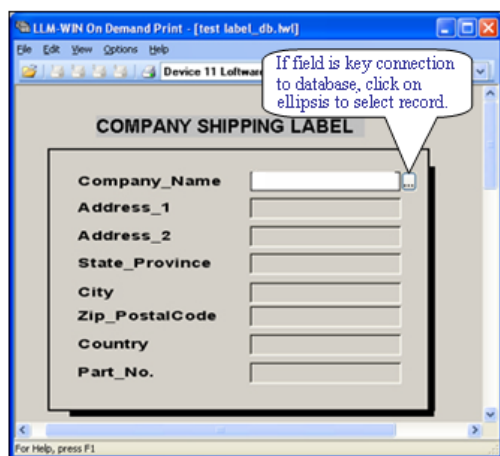 LLM-WIN On Demand Print - [test label_db.lwl]
File Edit View Options Help
Device 11 Loftware
If field is key connection
to database, click on
ellipsis to select record.
COMPANY SHIPPING LABEL
Company_Name
...
Address_1
Address_2
State_Province
City
Zip_PostalCode
Country
Part_No.
For Help, press F1